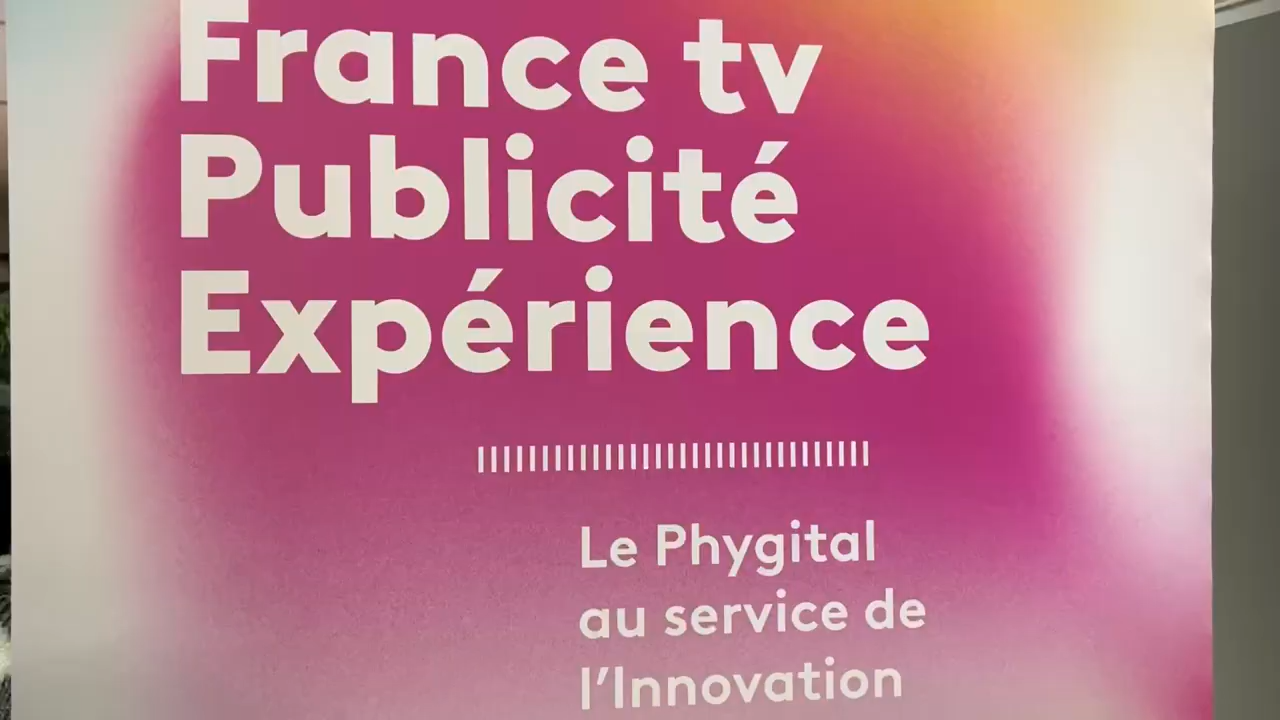 France tv
Publicité
Expérience
Le Phygital
au service de
l’Innovation